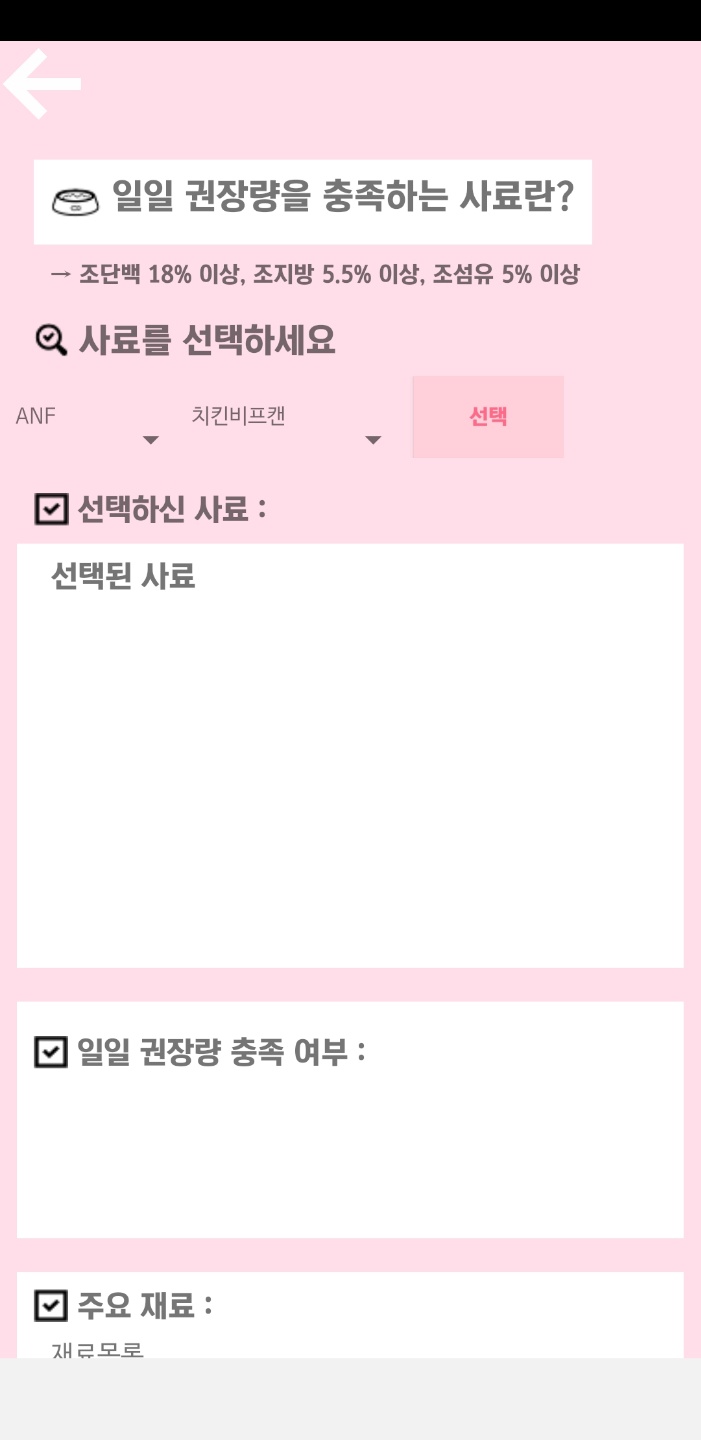 일일 권장량을 충족하는 사료란?
→ 조단백 18% 이상, 조지방 5.5% 이상, 조섬유 5% 이상
사료를 선택하세요
ANF 치킨비프캔 선택
선택하신 사료 :
선택된 사료
일일 권장량 충족 여부 :
주요 재료 :
재료목록